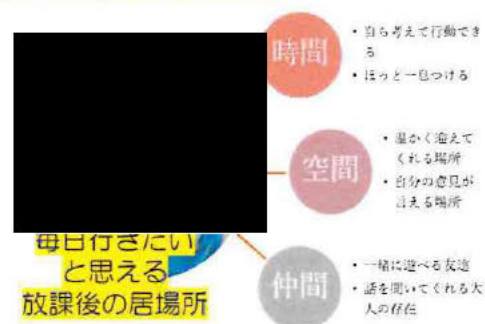 時間
・自ら考えて行動でき
る
・ほっと一息つける
空間
・温かく迎えて
くれる場所
・自分の意見が
言える場所
毎日行きたい
と思える
放課後の居場所
仲間
・一緒に遊べる友達
・話を聞いてくれる大
人の存在